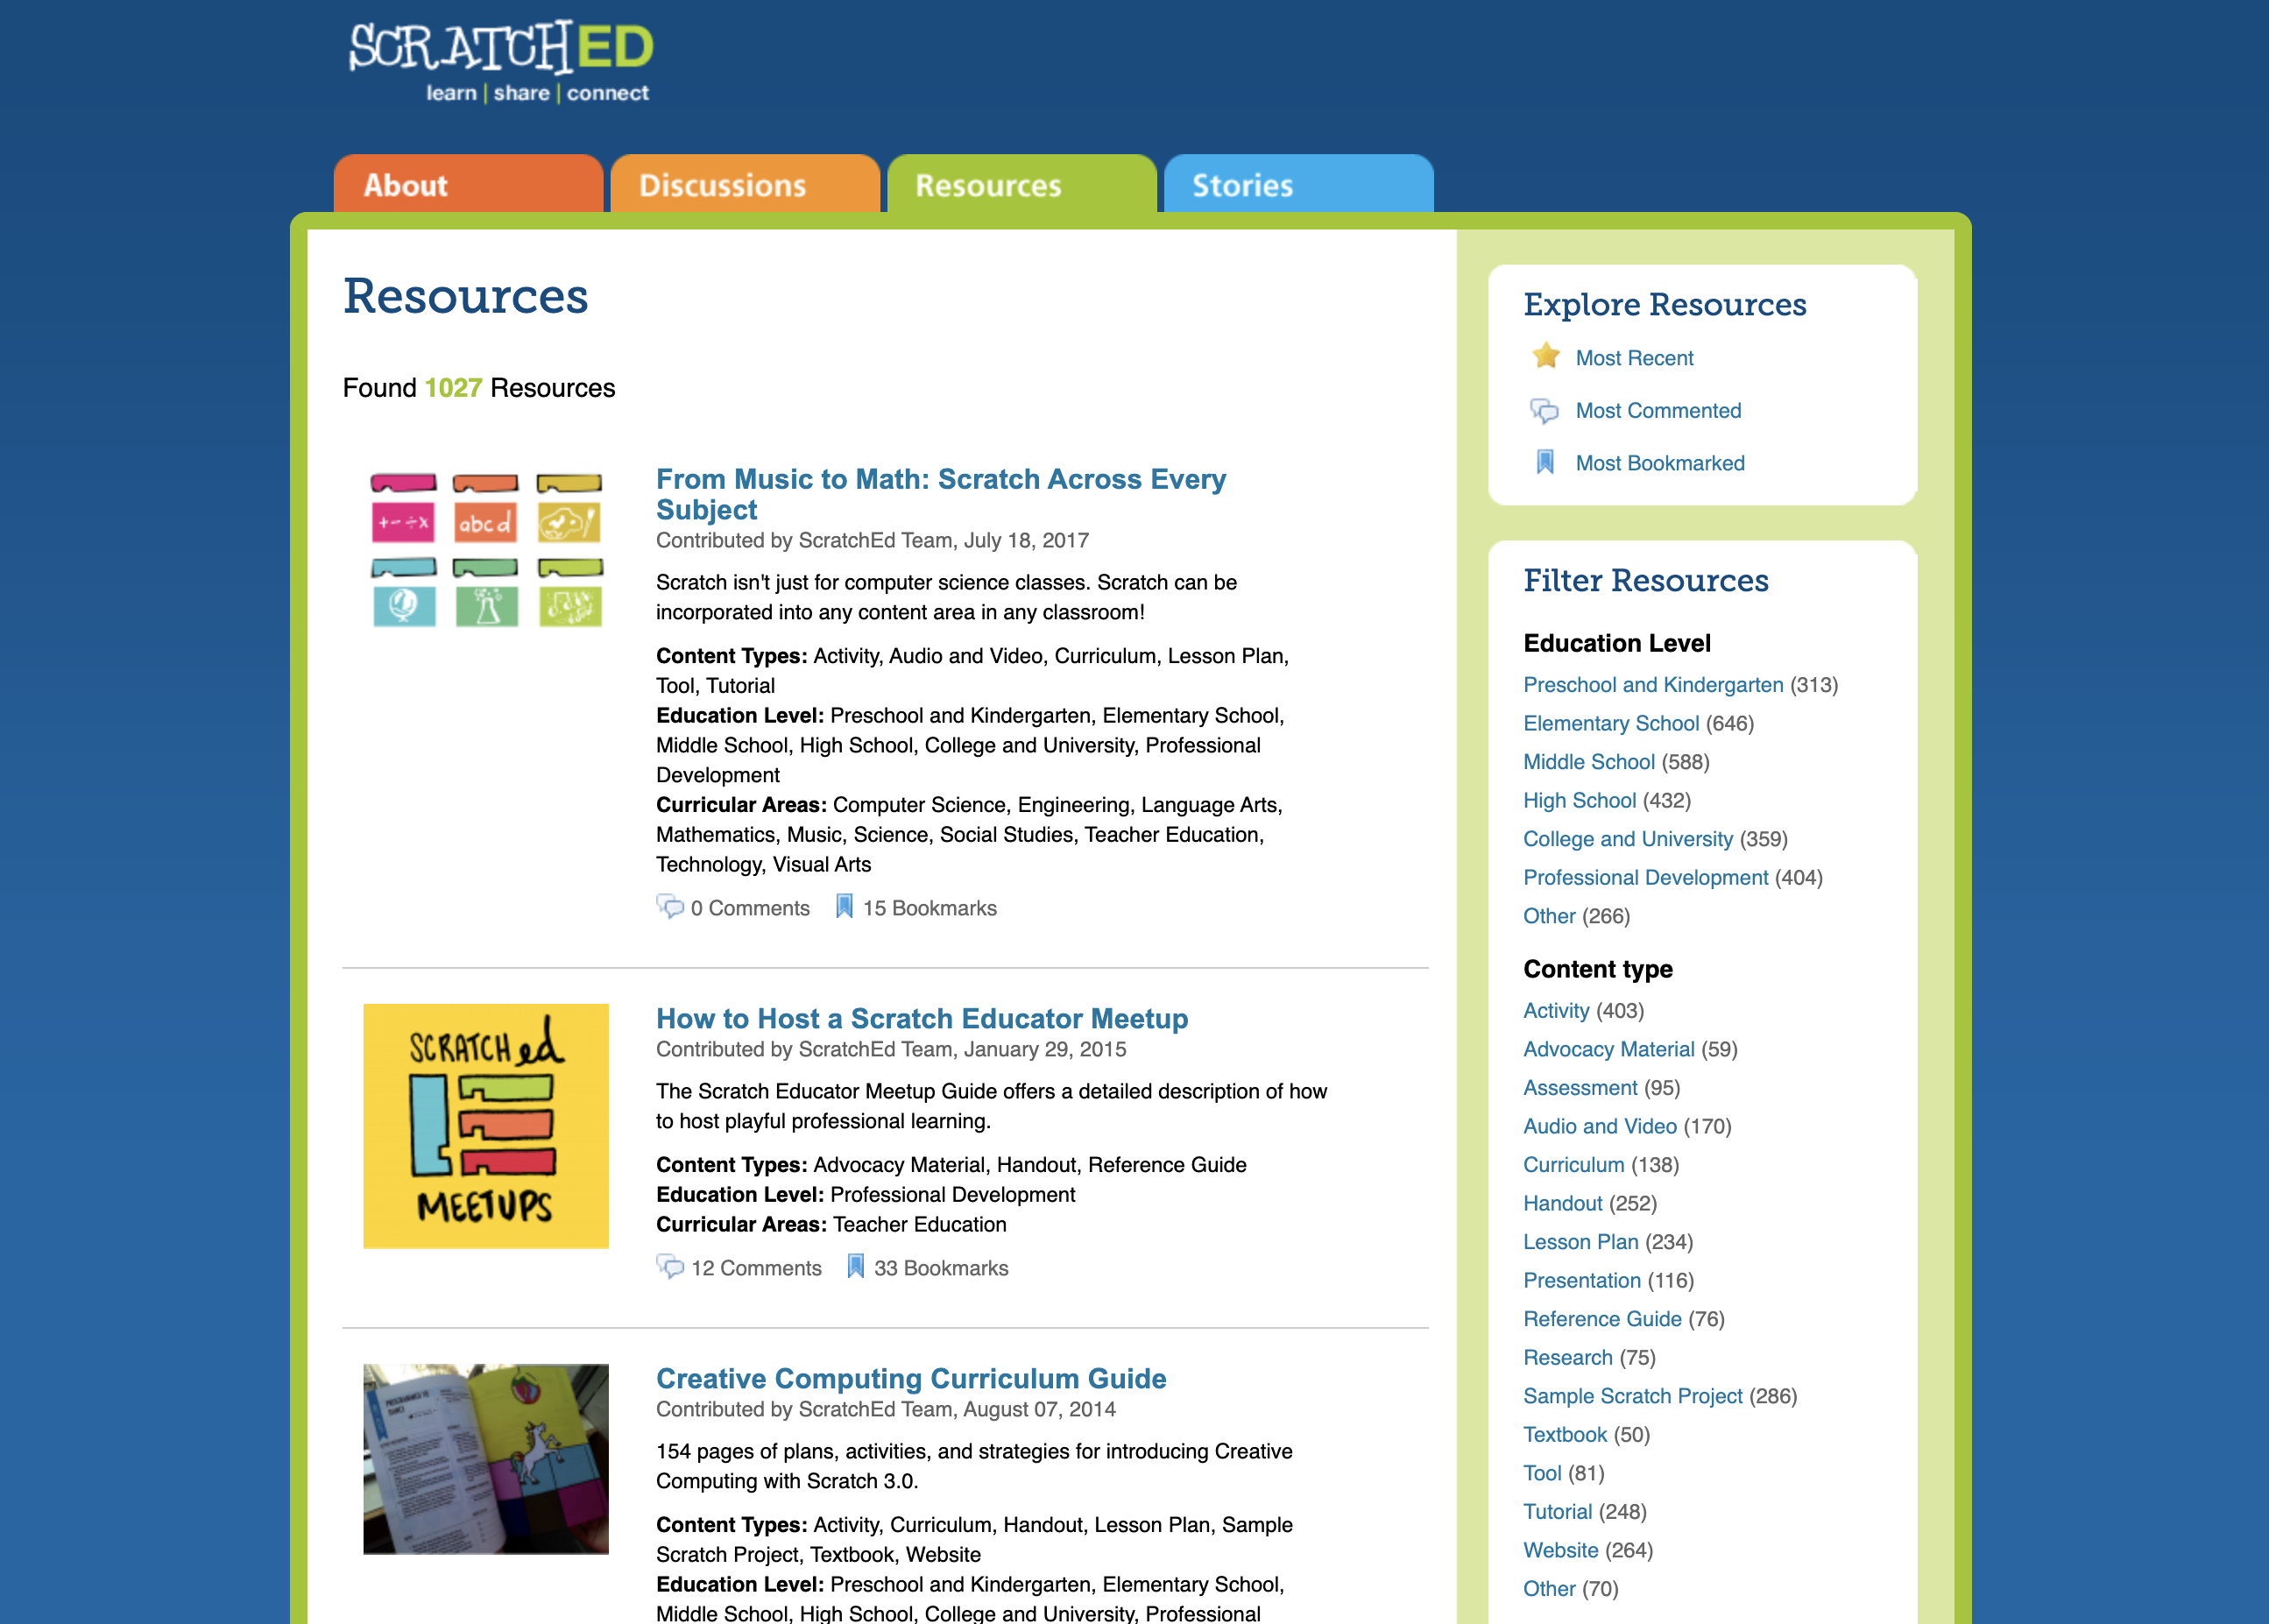 SCRATCHED
learn | share | connect
About
Discussions
Resources
Stories
Resources
Found 1027 Resources
+-÷x
abcd
From Music to Math: Scratch Across Every
Subject
Contributed by ScratchEd Team, July 18, 2017
Scratch isn't just for computer science classes. Scratch can be
incorporated into any content area in any classroom!
Content Types: Activity, Audio and Video, Curriculum, Lesson Plan,
Tool, Tutorial
Education Level: Preschool and Kindergarten, Elementary School,
Middle School, High School, College and University, Professional
Development
Curricular Areas: Computer Science, Engineering, Language Arts,
Mathematics, Music, Science, Social Studies, Teacher Education,
Technology, Visual Arts
0 Comments
15 Bookmarks
SCRATCH ed
MEETUPS
How to Host a Scratch Educator Meetup
Contributed by ScratchEd Team, January 29, 2015
The Scratch Educator Meetup Guide offers a detailed description of how
to host playful professional learning.
Content Types: Advocacy Material, Handout, Reference Guide
Education Level: Professional Development
Curricular Areas: Teacher Education
12 Comments
33 Bookmarks
Creative Computing Curriculum Guide
Contributed by ScratchEd Team, August 07, 2014
154 pages of plans, activities, and strategies for introducing Creative
Computing with Scratch 3.0.
Content Types: Activity, Curriculum, Handout, Lesson Plan, Sample
Scratch Project, Textbook, Website
Education Level: Preschool and Kindergarten, Elementary School,
Middle School, High School, College and University, Professional
Explore Resources
Most Recent
Most Commented
Most Bookmarked
Filter Resources
Education Level
Preschool and Kindergarten (313)
Elementary School (646)
Middle School (588)
High School (432)
College and University (359)
Professional Development (404)
Other (266)
Content type
Activity (403)
Advocacy Material (59)
Assessment (95)
Audio and Video (170)
Curriculum (138)
Handout (252)
Lesson Plan (234)
Presentation (116)
Reference Guide (76)
Research (75)
Sample Scratch Project (286)
Textbook (50)
Tool (81)
Tutorial (248)
Website (264)
Other (70)